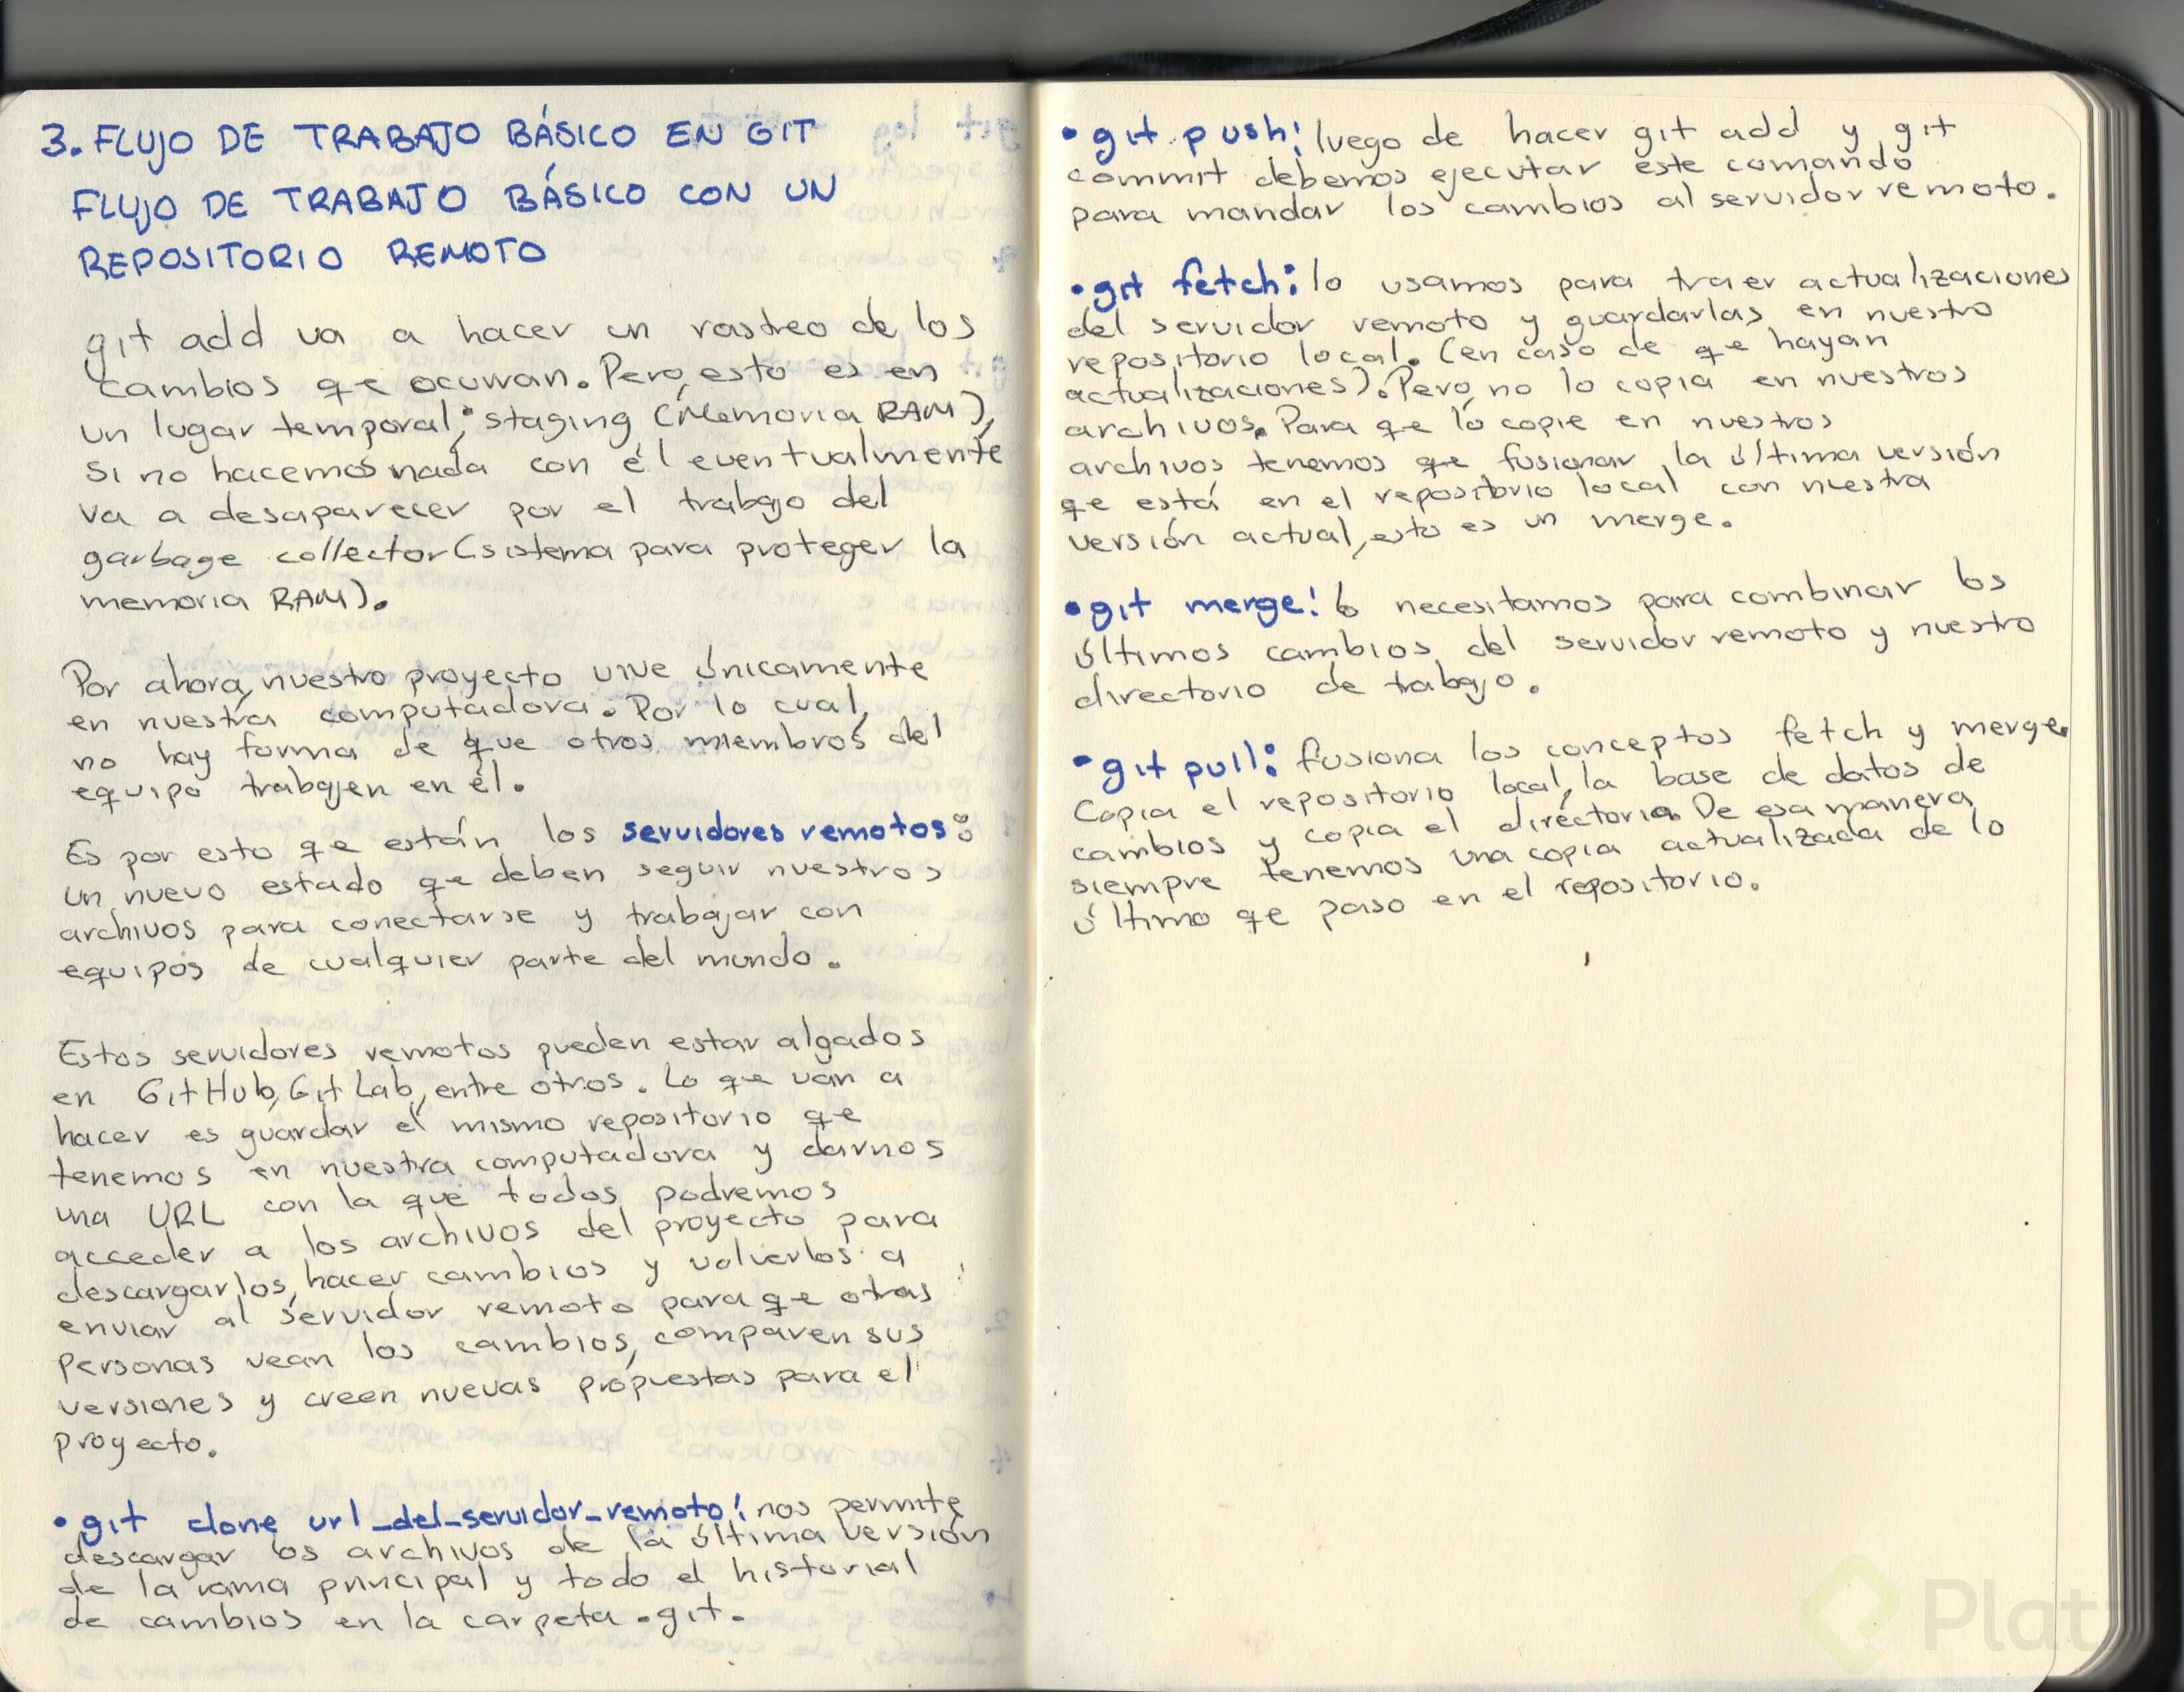 3. FLUJO DE TRABAJO BÁSICO EN GIT
FLUJO DE TRABAJO BÁSICO CON UN
REPOSITORIO REMOTO
git add va a hacer un rastreo de los
cambios qe ocurran. Pero, esto es en
un lugar temporal: staging (Memoria RAM),
si no hacemos nada con él eventualmente
va a desaparecer por el trabajo del
garbage collector (sistema para proteger la
memoria RAM).
Por ahora, nuestro proyecto vive únicamente
en nuestra computadora. Por lo cual,
no hay forma de que otros miembros del
equipo trabajen en él.
Es por esto qe están los servidores remotos:
un nuevo estado qe deben seguir nuestros
archivos para conectarse y trabajar con
equipos de cualquier parte del mundo.
Estos servidores remotos pueden estar algados
en GitHub, GitLab, entre otros. Lo qe van a
hacer es guardar el mismo repositorio qe
tenemos en nuestra computadora y darnos
una URL con la que todos podremos
acceder a los archivos del proyecto para
descargarlos, hacer cambios y volverlos a
enviar al servidor remoto para qe otras
personas vean los cambios, comparen sus
versiones y creen nuevas propuestas para el
proyecto.
• git clone url_del_servidor_remoto: nos permite
descargar los archivos de la última versión
de la rama principal y todo el historial
de cambios en la carpeta .git.
• git push: luego de hacer git add y git
commit debemos ejecutar este comando
para mandar los cambios al servidor remoto.
• git fetch: lo usamos para traer actualizaciones
del servidor remoto y guardarlas en nuestro
repositorio local. (en caso de qe hayan
actualizaciones). Pero, no lo copia en nuestros
archivos. Para qe lo copie en nuestros
archivos tenemos qe fusionar la última versión
qe está en el repositorio local con nuestra
versión actual, esto es un merge.
• git merge: lo necesitamos para combinar los
últimos cambios del servidor remoto y nuestro
directorio de trabajo.
• git pull: fusiona los conceptos fetch y merge.
Copia el repositorio local, la base de datos de
cambios y copia el directorio. De esa manera,
siempre tenemos una copia actualizada de lo
último qe paso en el repositorio.
Plat